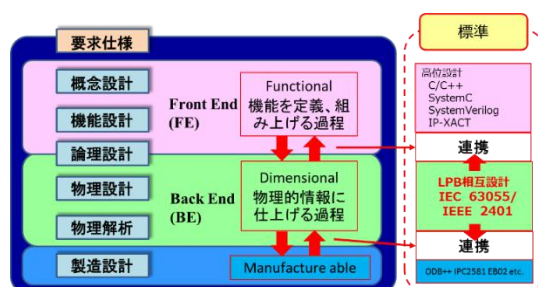 要求仕様
概念設計
機能設計
論理設計
物理設計
物理解析
製造設計
Front End
(FE)
Back End
(BE)
Functional
機能を定義、組
み上げる過程
Dimensional
物理的情報に
仕上げる過程
Manufacture able
標準
高位設計
C/C++
SystemC
SystemVerilog
IP-XACT
連携
LPB相互設計
IEC 63055/
IEEE 2401
連携
ODB++ IPC2581 EB02 etc.